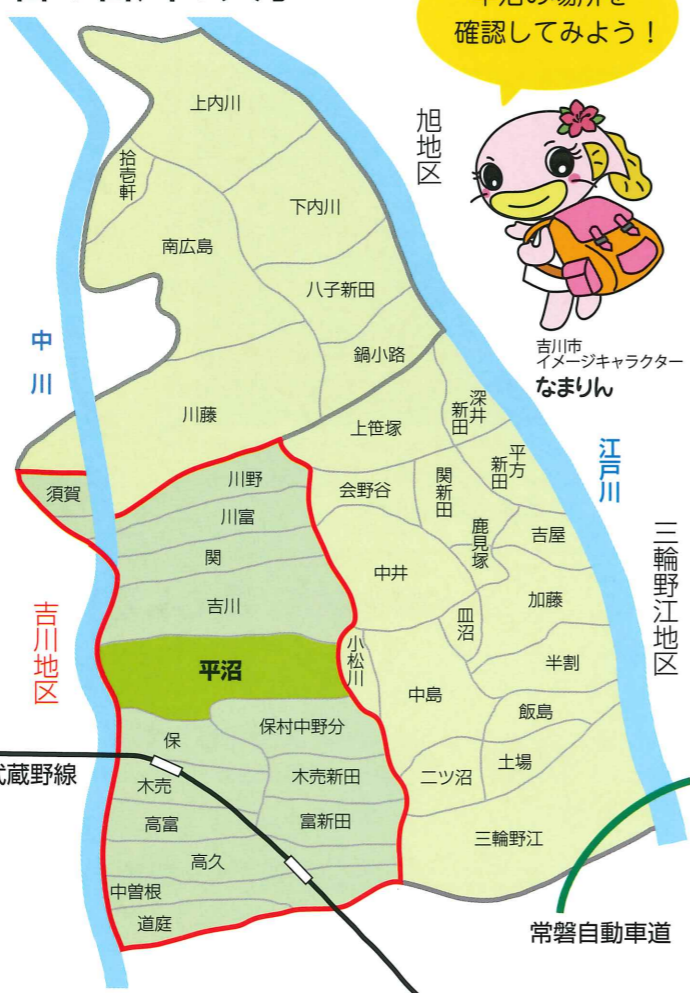 確認してみよう！
旭地区
上内川
拾壱軒
下内川
南広島
八子新田
鍋小路
吉川市
イメージキャラクター
なまりん
中川
川藤
上笹塚
深井新田
平方新田
江戸川
須賀
川野
会野谷
関新田
川富
鹿見塚
吉屋
三輪野江地区
関
中井
加藤
吉川
皿沼
吉川地区
小松川
半割
平沼
中島
飯島
保村中野分
保
土場
武蔵野線
木売
木売新田
二ツ沼
高富
富新田
三輪野江
高久
中曽根
道庭
常磐自動車道